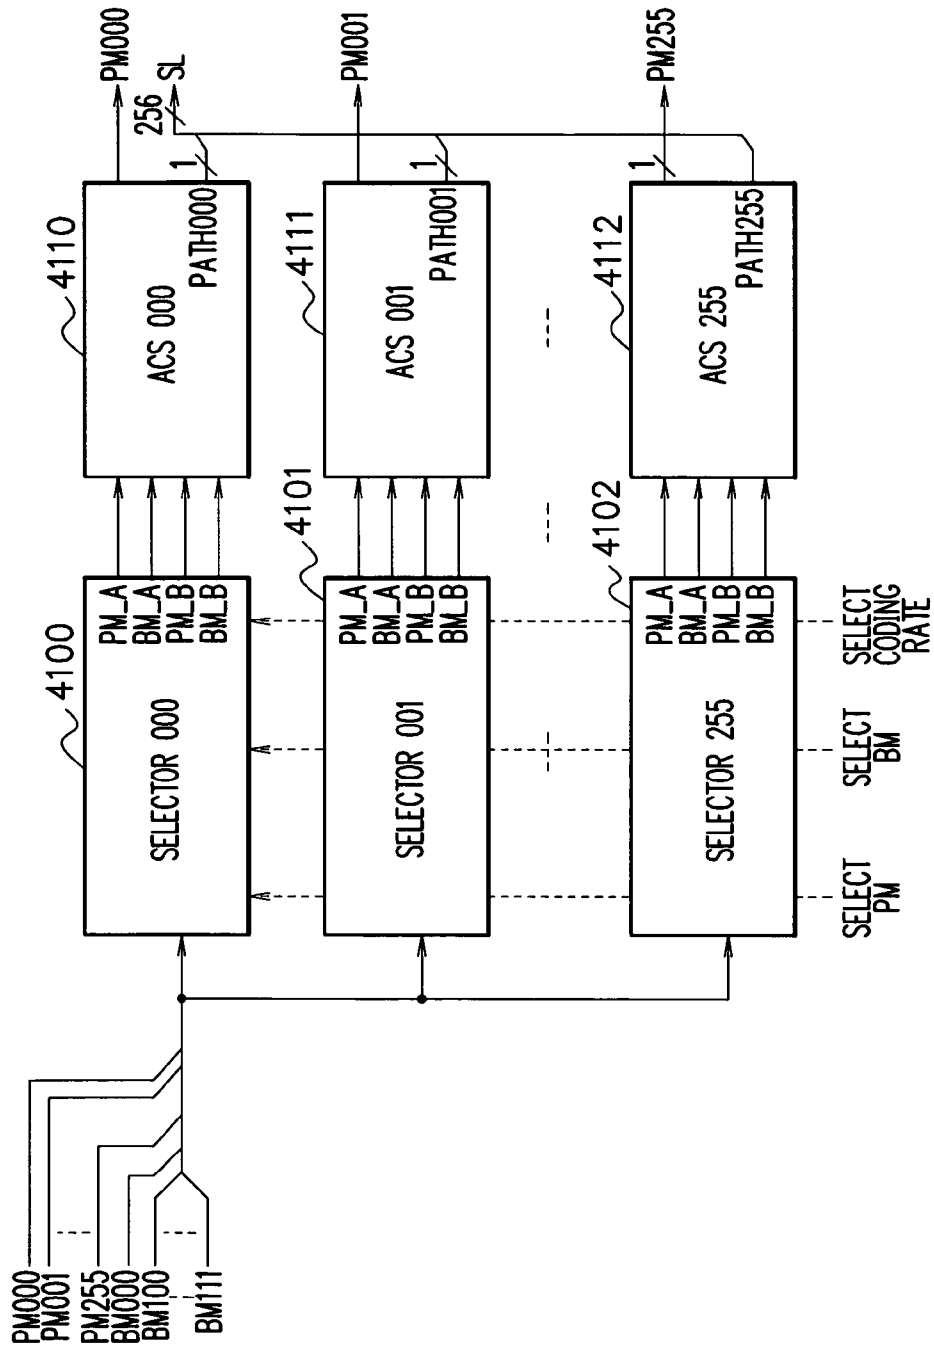 PM000
PM001
PM255
BM000
BM100
BM111
4100
SELECTOR 000
PM_A
BM_A
PM_B
BM_B
4110
ACS 000
PATH000
PM000
1
256
SL
4101
SELECTOR 001
PM_A
BM_A
PM_B
BM_B
4111
ACS 001
PATH001
PM001
1
4102
SELECTOR 255
PM_A
BM_A
PM_B
BM_B
4112
ACS 255
PATH255
PM255
1
SELECT
PM
SELECT
BM
SELECT
CODING
RATE